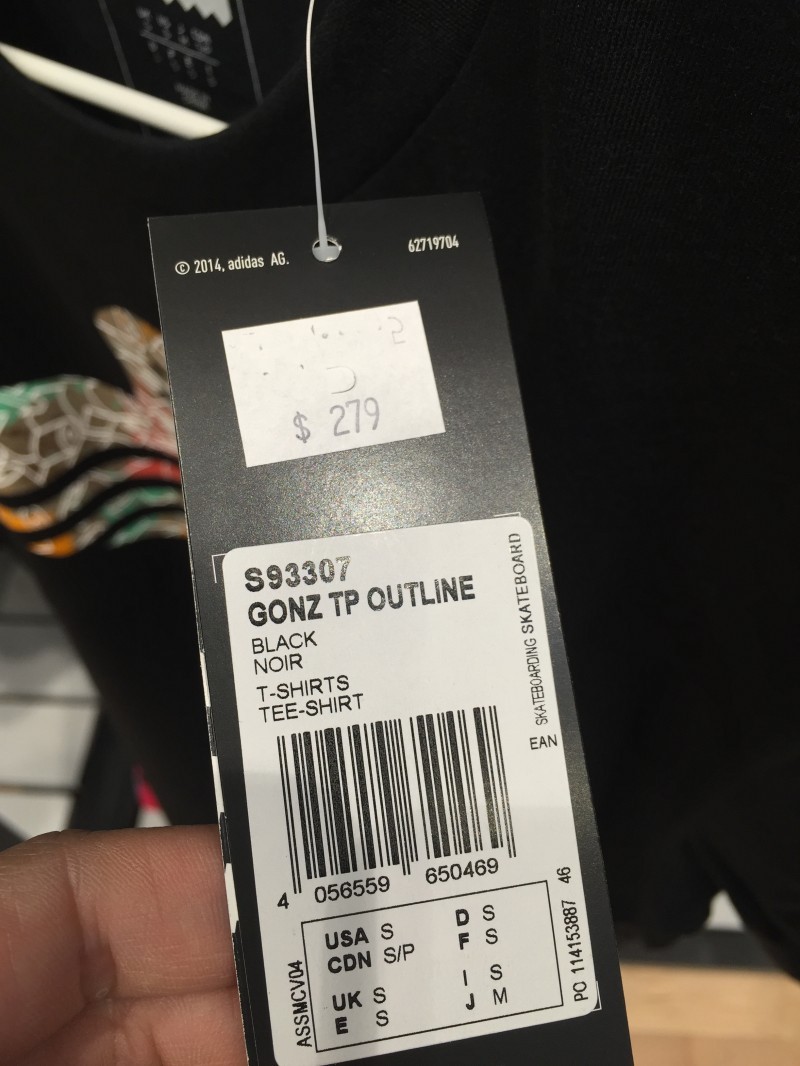 © 2014, adidas AG.
62719704
$ 279
S93307
GONZ TP OUTLINE
BLACK
NOIR
T-SHIRTS
TEE-SHIRT
SKATEBOARDING SKATEBOARD
EAN
4 056559 650469
USA S
CDN S/P
UK S
E S
D S
F S
I S
J M
ASSMCV04
PO 114153887 46